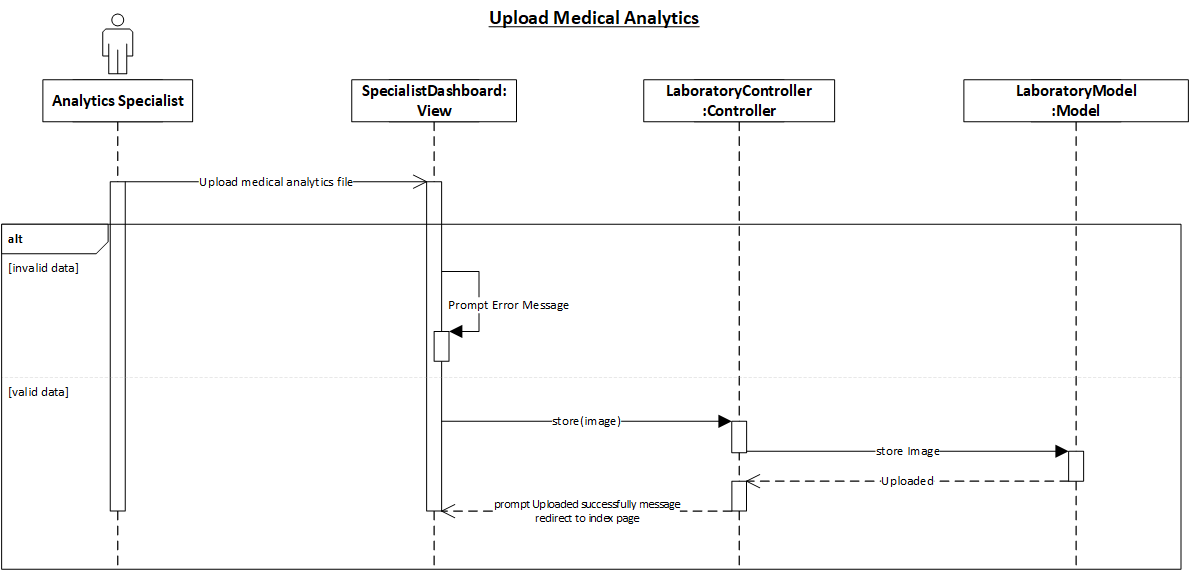 Upload Medical Analytics
Analytics Specialist
SpecialistDashboard:
View
LaboratoryController
:Controller
LaboratoryModel
:Model
Upload medical analytics file
alt
[invalid data]
Prompt Error Message
[valid data]
store(image)
store Image
Uploaded
prompt Uploaded successfully message
redirect to index page